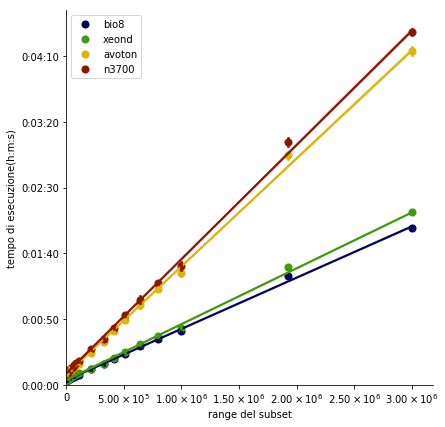 bio8
xeond
avoton
n3700
tempo di esecuzione(h:m:s)
0:04:10
0:03:20
0:02:30
0:01:40
0:00:50
0:00:00
0 5.00 × 10⁵ 1.00 × 10⁶ 1.50 × 10⁶ 2.00 × 10⁶ 2.50 × 10⁶ 3.00 × 10⁶
range del subset